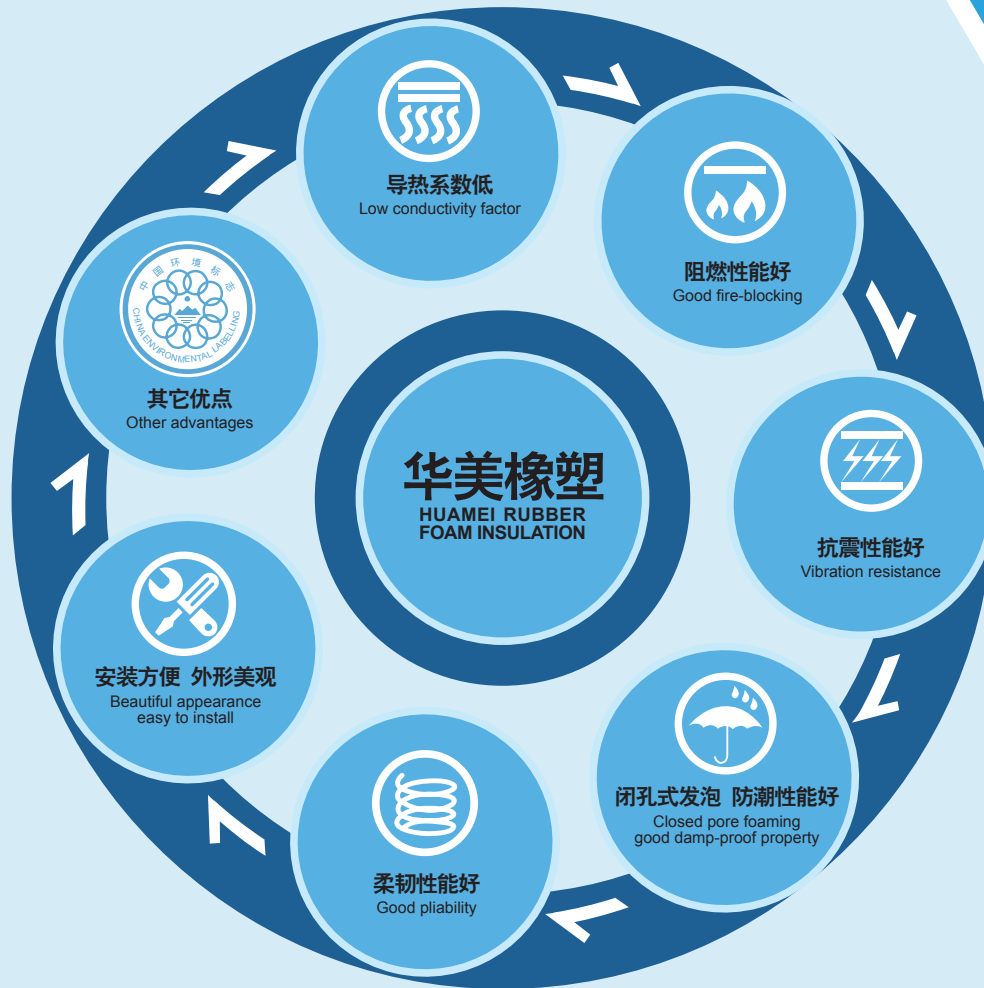 导热系数低
Low conductivity factor
阻燃性能好
Good fire-blocking
抗震性能好
Vibration resistance
闭孔式发泡 防潮性能好
Closed pore foaming
good damp-proof property
柔韧性能好
Good pliability
安装方便 外形美观
Beautiful appearance
easy to install
中国环境标志
CHINA ENVIRONMENTAL LABELLING
其它优点
Other advantages
华美橡塑
HUAMEI RUBBER
FOAM INSULATION